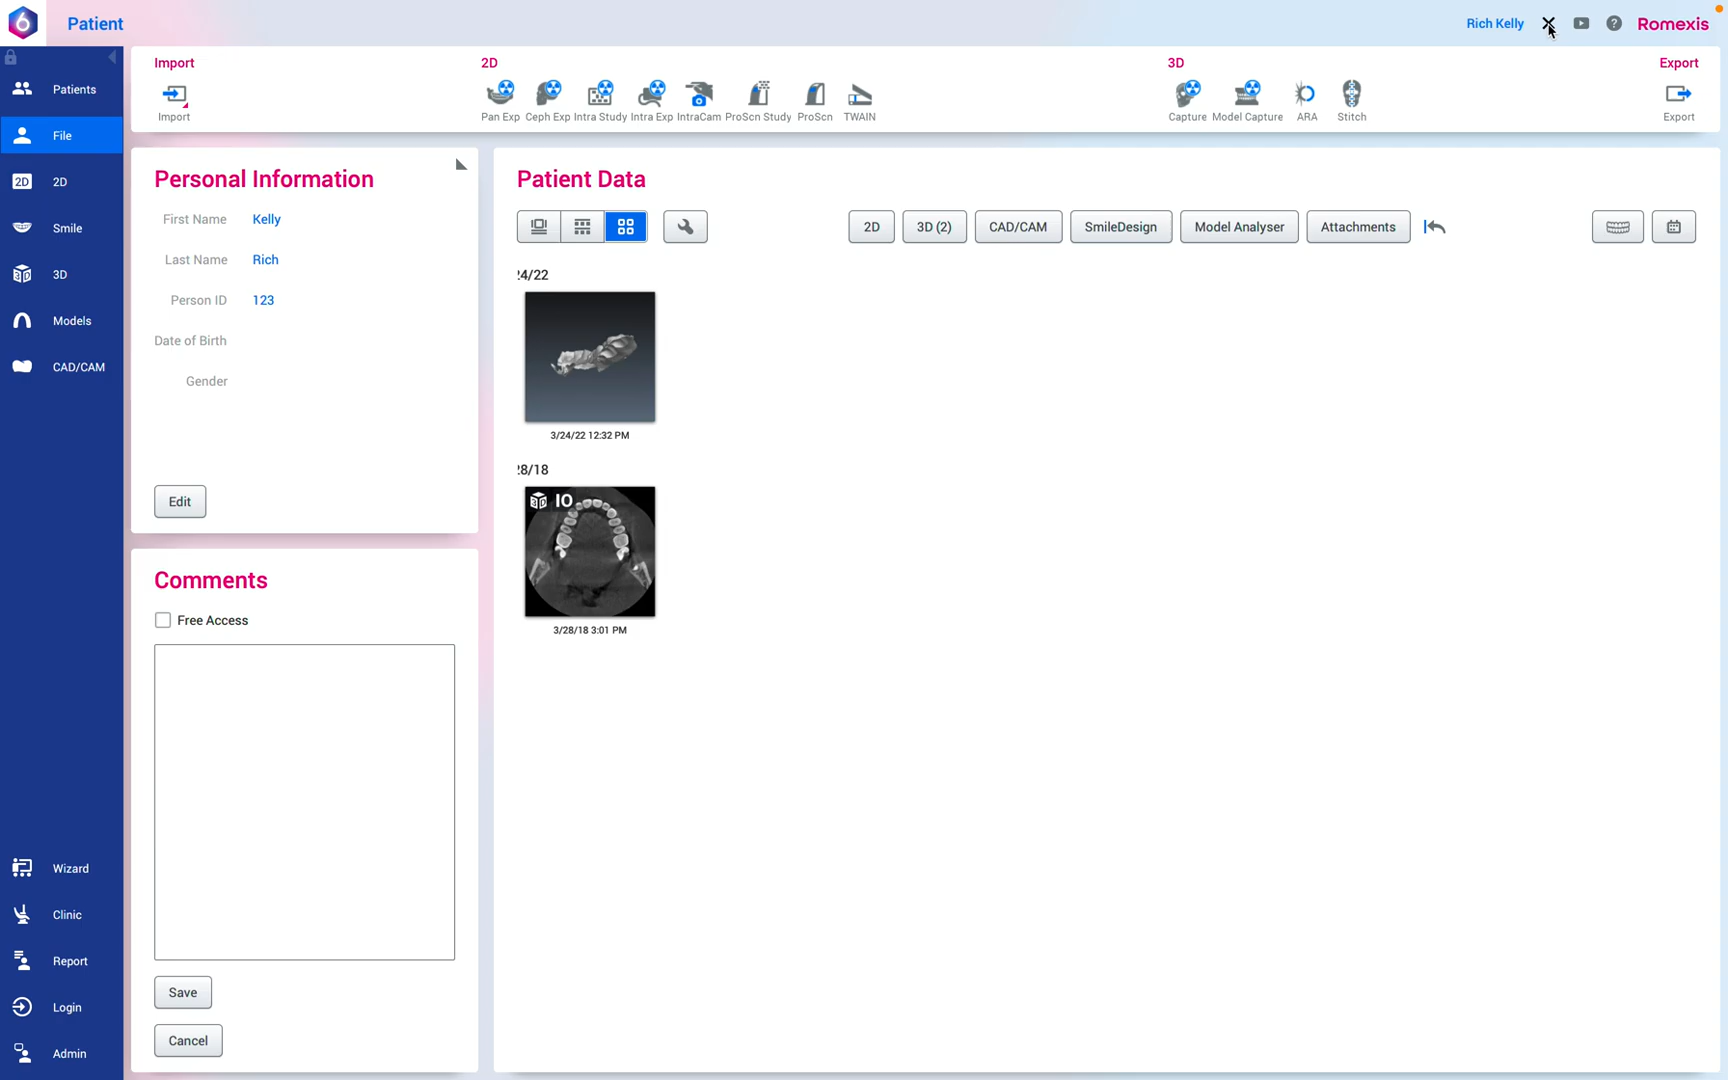 6
Patient
Rich Kelly
?
Romexis
Patients
File
2D
2D
Smile
3D
3D
Models
CAD/CAM
Wizard
Clinic
Report
Login
Admin
Import
Import
2D
Pan Exp
Ceph Exp
Intra Study
Intra Exp
IntraCam
ProScn Study
ProScn
TWAIN
3D
Capture
Model Capture
ARA
Stitch
Export
Export
Personal Information
First Name Kelly
Last Name Rich
Person ID 123
Date of Birth
Gender
Edit
Comments
Free Access
Save
Cancel
Patient Data
2D
3D (2)
CAD/CAM
SmileDesign
Model Analyser
Attachments
4/22
3/24/22 12:32 PM
8/18
3D IO
3/28/18 3:01 PM